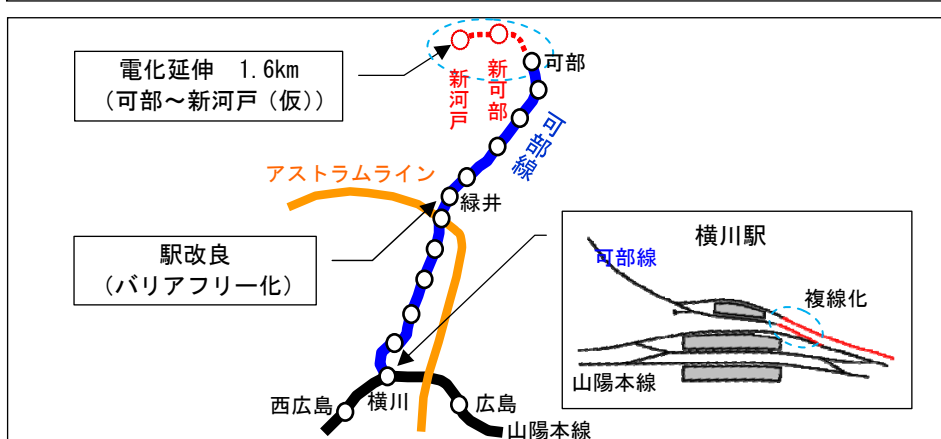 電化延伸 1.6km
（可部～新河戸（仮））
新河戸
新可部
可部
可部線
アストラムライン
緑井
駅改良
（バリアフリー化）
横川駅
可部線
複線化
山陽本線
西広島
横川
広島
山陽本線